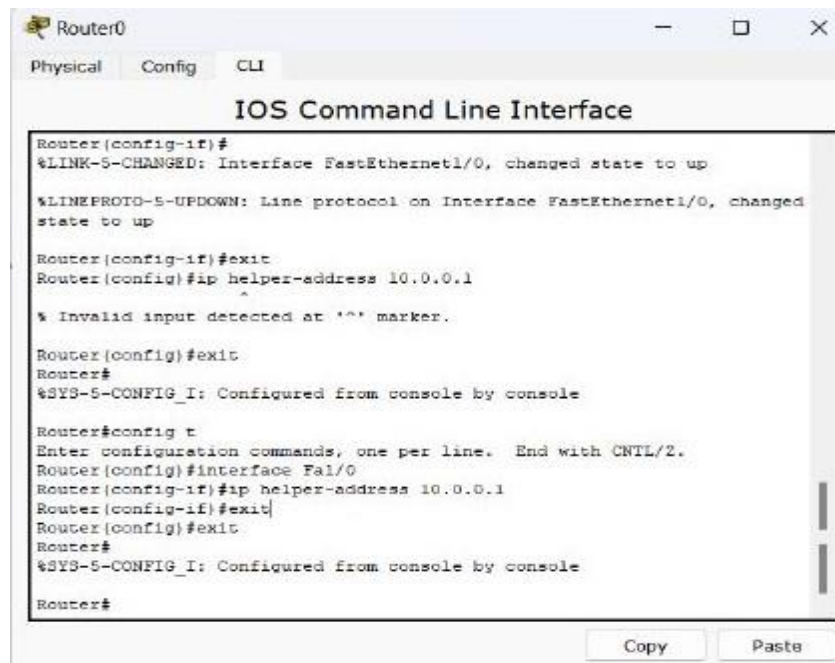 Router0
Physical Config CLI
IOS Command Line Interface
Router(config-if)#
%LINK-5-CHANGED: Interface FastEthernet1/0, changed state to up
%LINEPROTO-5-UPDOWN: Line protocol on Interface FastEthernet1/0, changed
state to up
Router(config-if)#exit
Router(config)#ip helper-address 10.0.0.1
^
% Invalid input detected at '^' marker.
Router(config)#exit
Router#
%SYS-5-CONFIG_I: Configured from console by console
Router#config t
Enter configuration commands, one per line.  End with CNTL/Z.
Router(config)#interface Fa1/0
Router(config-if)#ip helper-address 10.0.0.1
Router(config-if)#exit
Router(config)#exit
Router#
%SYS-5-CONFIG_I: Configured from console by console
Router#
Copy Paste